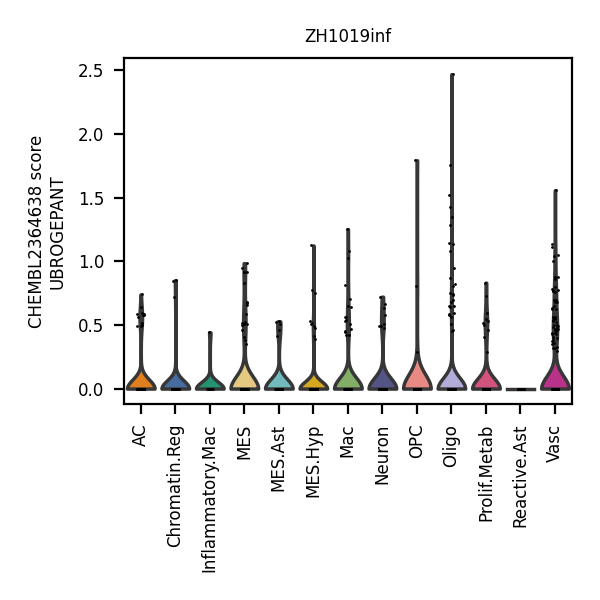 ZH1019inf
CHEMBL2364638 score
UBROGEPANT
2.5
2.0
1.5
1.0
0.5
0.0
AC
Chromatin.Reg
Inflammatory.Mac
MES
MES.Ast
MES.Hyp
Mac
Neuron
OPC
Oligo
Prolif.Metab
Reactive.Ast
Vasc